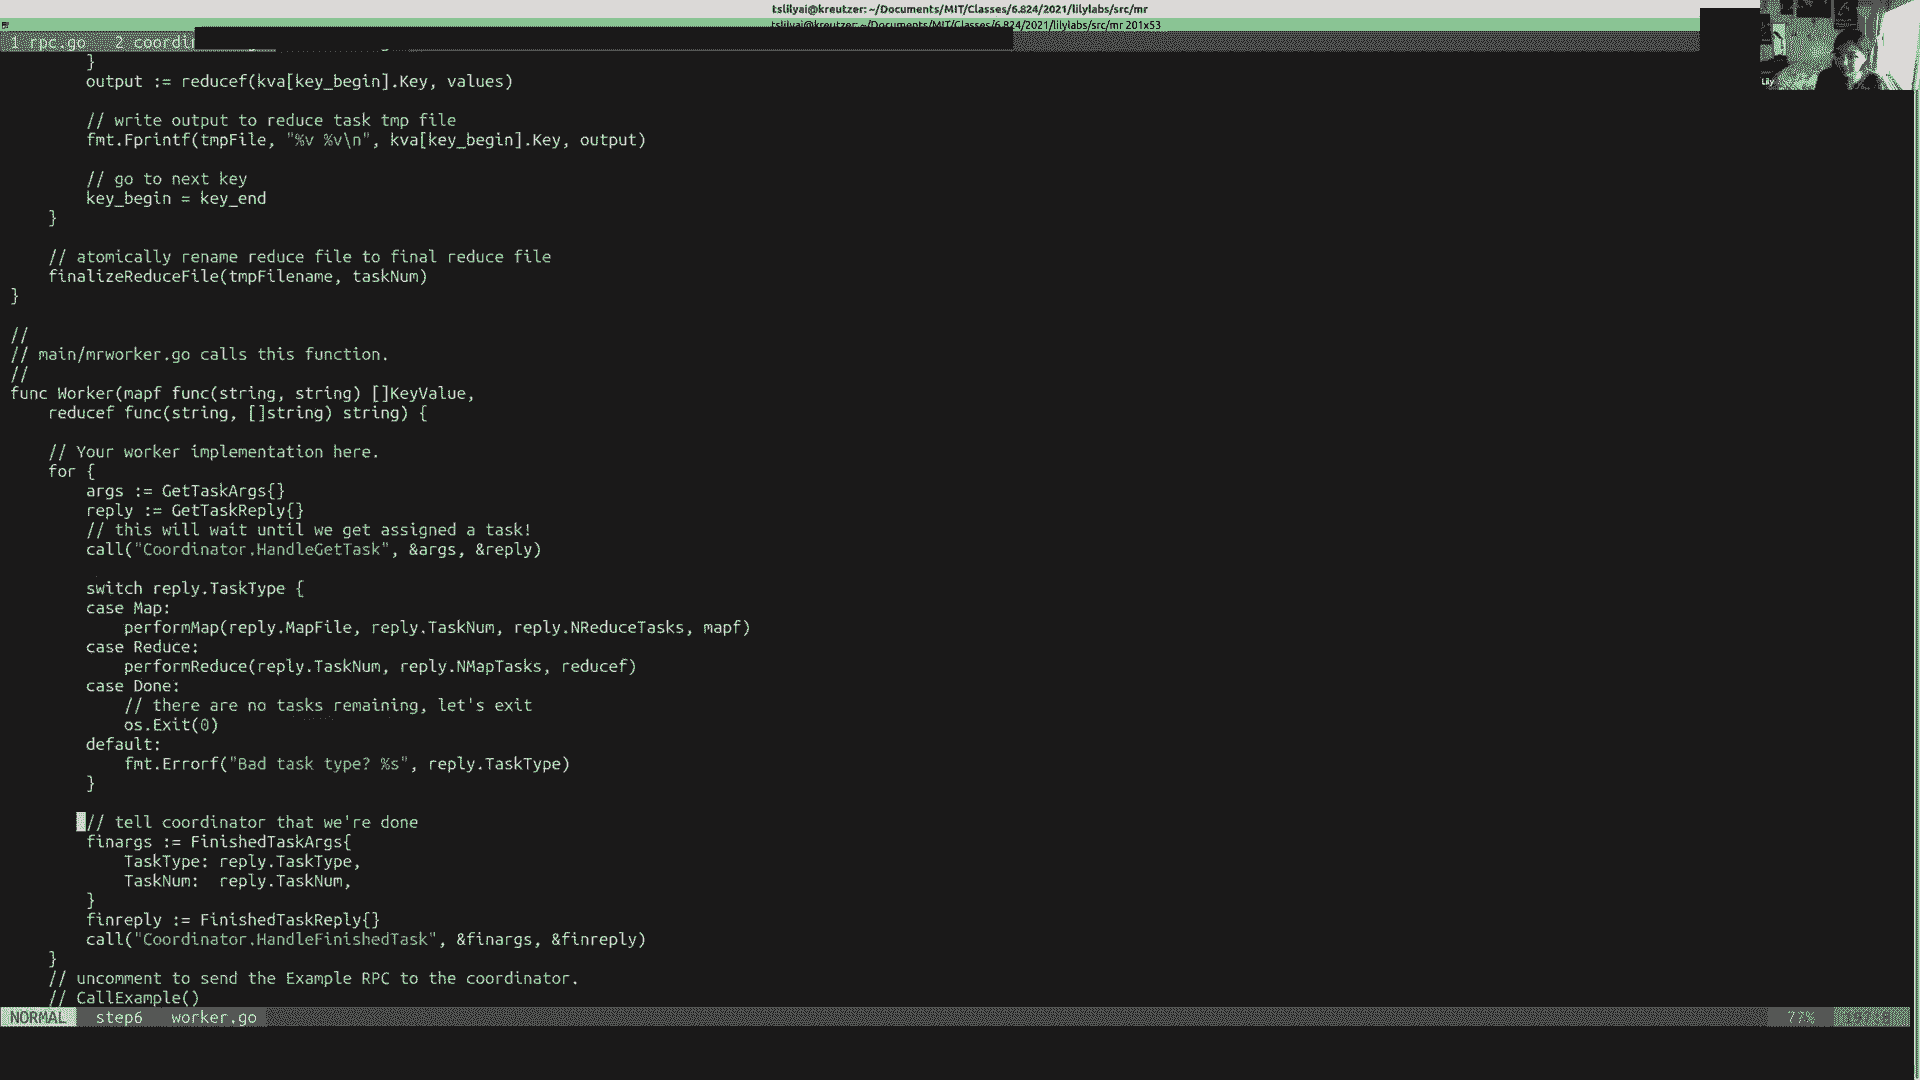 tslilyai@kreutzer: ~/Documents/MIT/Classes/6.824/2021/lilylabs/src/mr
tslilyai@kreutzer: ~/Documents/MIT/Classes/6.824/2021/lilylabs/src/mr 201x53
1 rpc.go 2 coordi
Lily
}
output := reducef(kva[key_begin].Key, values)
// write output to reduce task tmp file
fmt.Fprintf(tmpFile, "%v %v\n", kva[key_begin].Key, output)
// go to next key
key_begin = key_end
}
// atomically rename reduce file to final reduce file
finalizeReduceFile(tmpFilename, taskNum)
}
//
// main/mrworker.go calls this function.
//
func Worker(mapf func(string, string) []KeyValue,
reducef func(string, []string) string) {
// Your worker implementation here.
for {
args := GetTaskArgs{}
reply := GetTaskReply{}
// this will wait until we get assigned a task!
call("Coordinator.HandleGetTask", &args, &reply)
switch reply.TaskType {
case Map:
performMap(reply.MapFile, reply.TaskNum, reply.NReduceTasks, mapf)
case Reduce:
performReduce(reply.TaskNum, reply.NMapTasks, reducef)
case Done:
// there are no tasks remaining, let's exit
os.Exit(0)
default:
fmt.Errorf("Bad task type? %s", reply.TaskType)
}
// tell coordinator that we're done
finargs := FinishedTaskArgs{
TaskType: reply.TaskType,
TaskNum:  reply.TaskNum,
}
finreply := FinishedTaskReply{}
call("Coordinator.HandleFinishedTask", &finargs, &finreply)
}
// uncomment to send the Example RPC to the coordinator.
// CallExample()
NORMAL step6 worker.go 77%